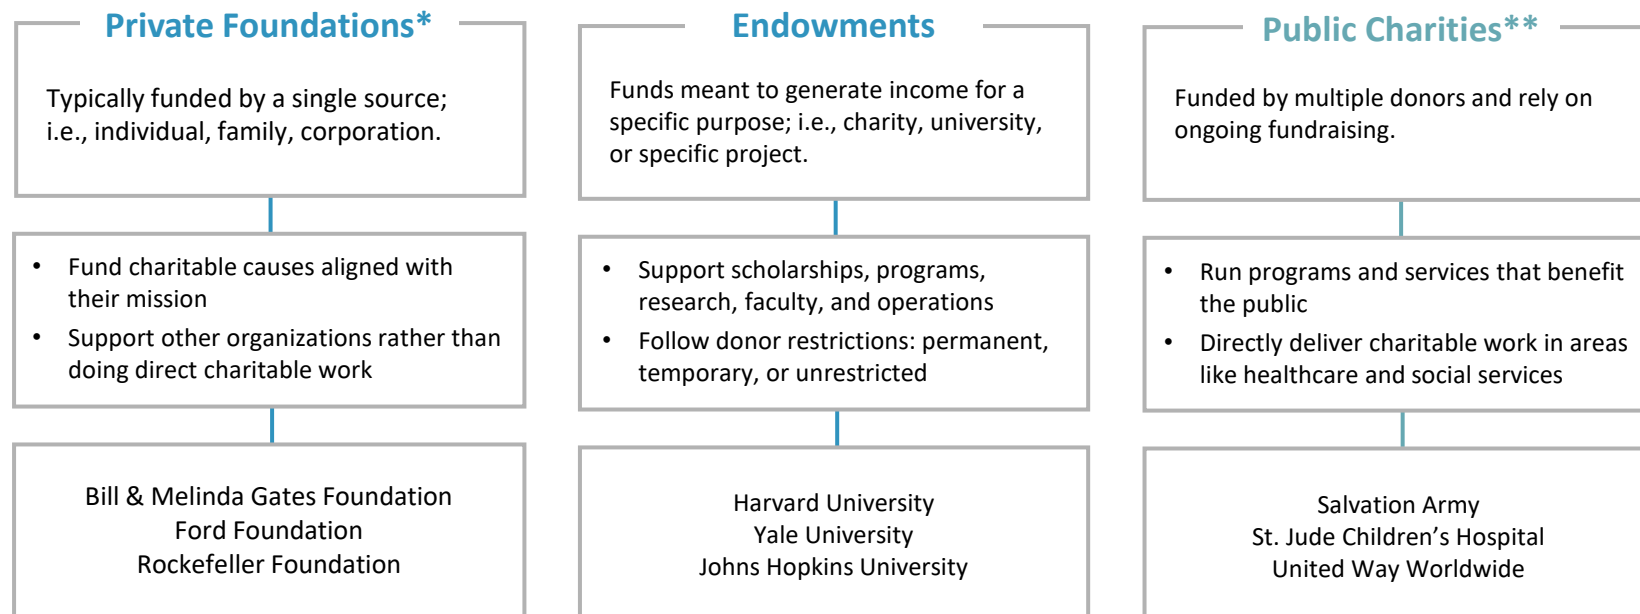 Private Foundations*
Typically funded by a single source;
i.e., individual, family, corporation.
• Fund charitable causes aligned with
their mission
• Support other organizations rather than
doing direct charitable work
Bill & Melinda Gates Foundation
Ford Foundation
Rockefeller Foundation
Endowments
Funds meant to generate income for a
specific purpose; i.e., charity, university,
or specific project.
• Support scholarships, programs,
research, faculty, and operations
• Follow donor restrictions: permanent,
temporary, or unrestricted
Harvard University
Yale University
Johns Hopkins University
Public Charities**
Funded by multiple donors and rely on
ongoing fundraising.
• Run programs and services that benefit
the public
• Directly deliver charitable work in areas
like healthcare and social services
Salvation Army
St. Jude Children’s Hospital
United Way Worldwide